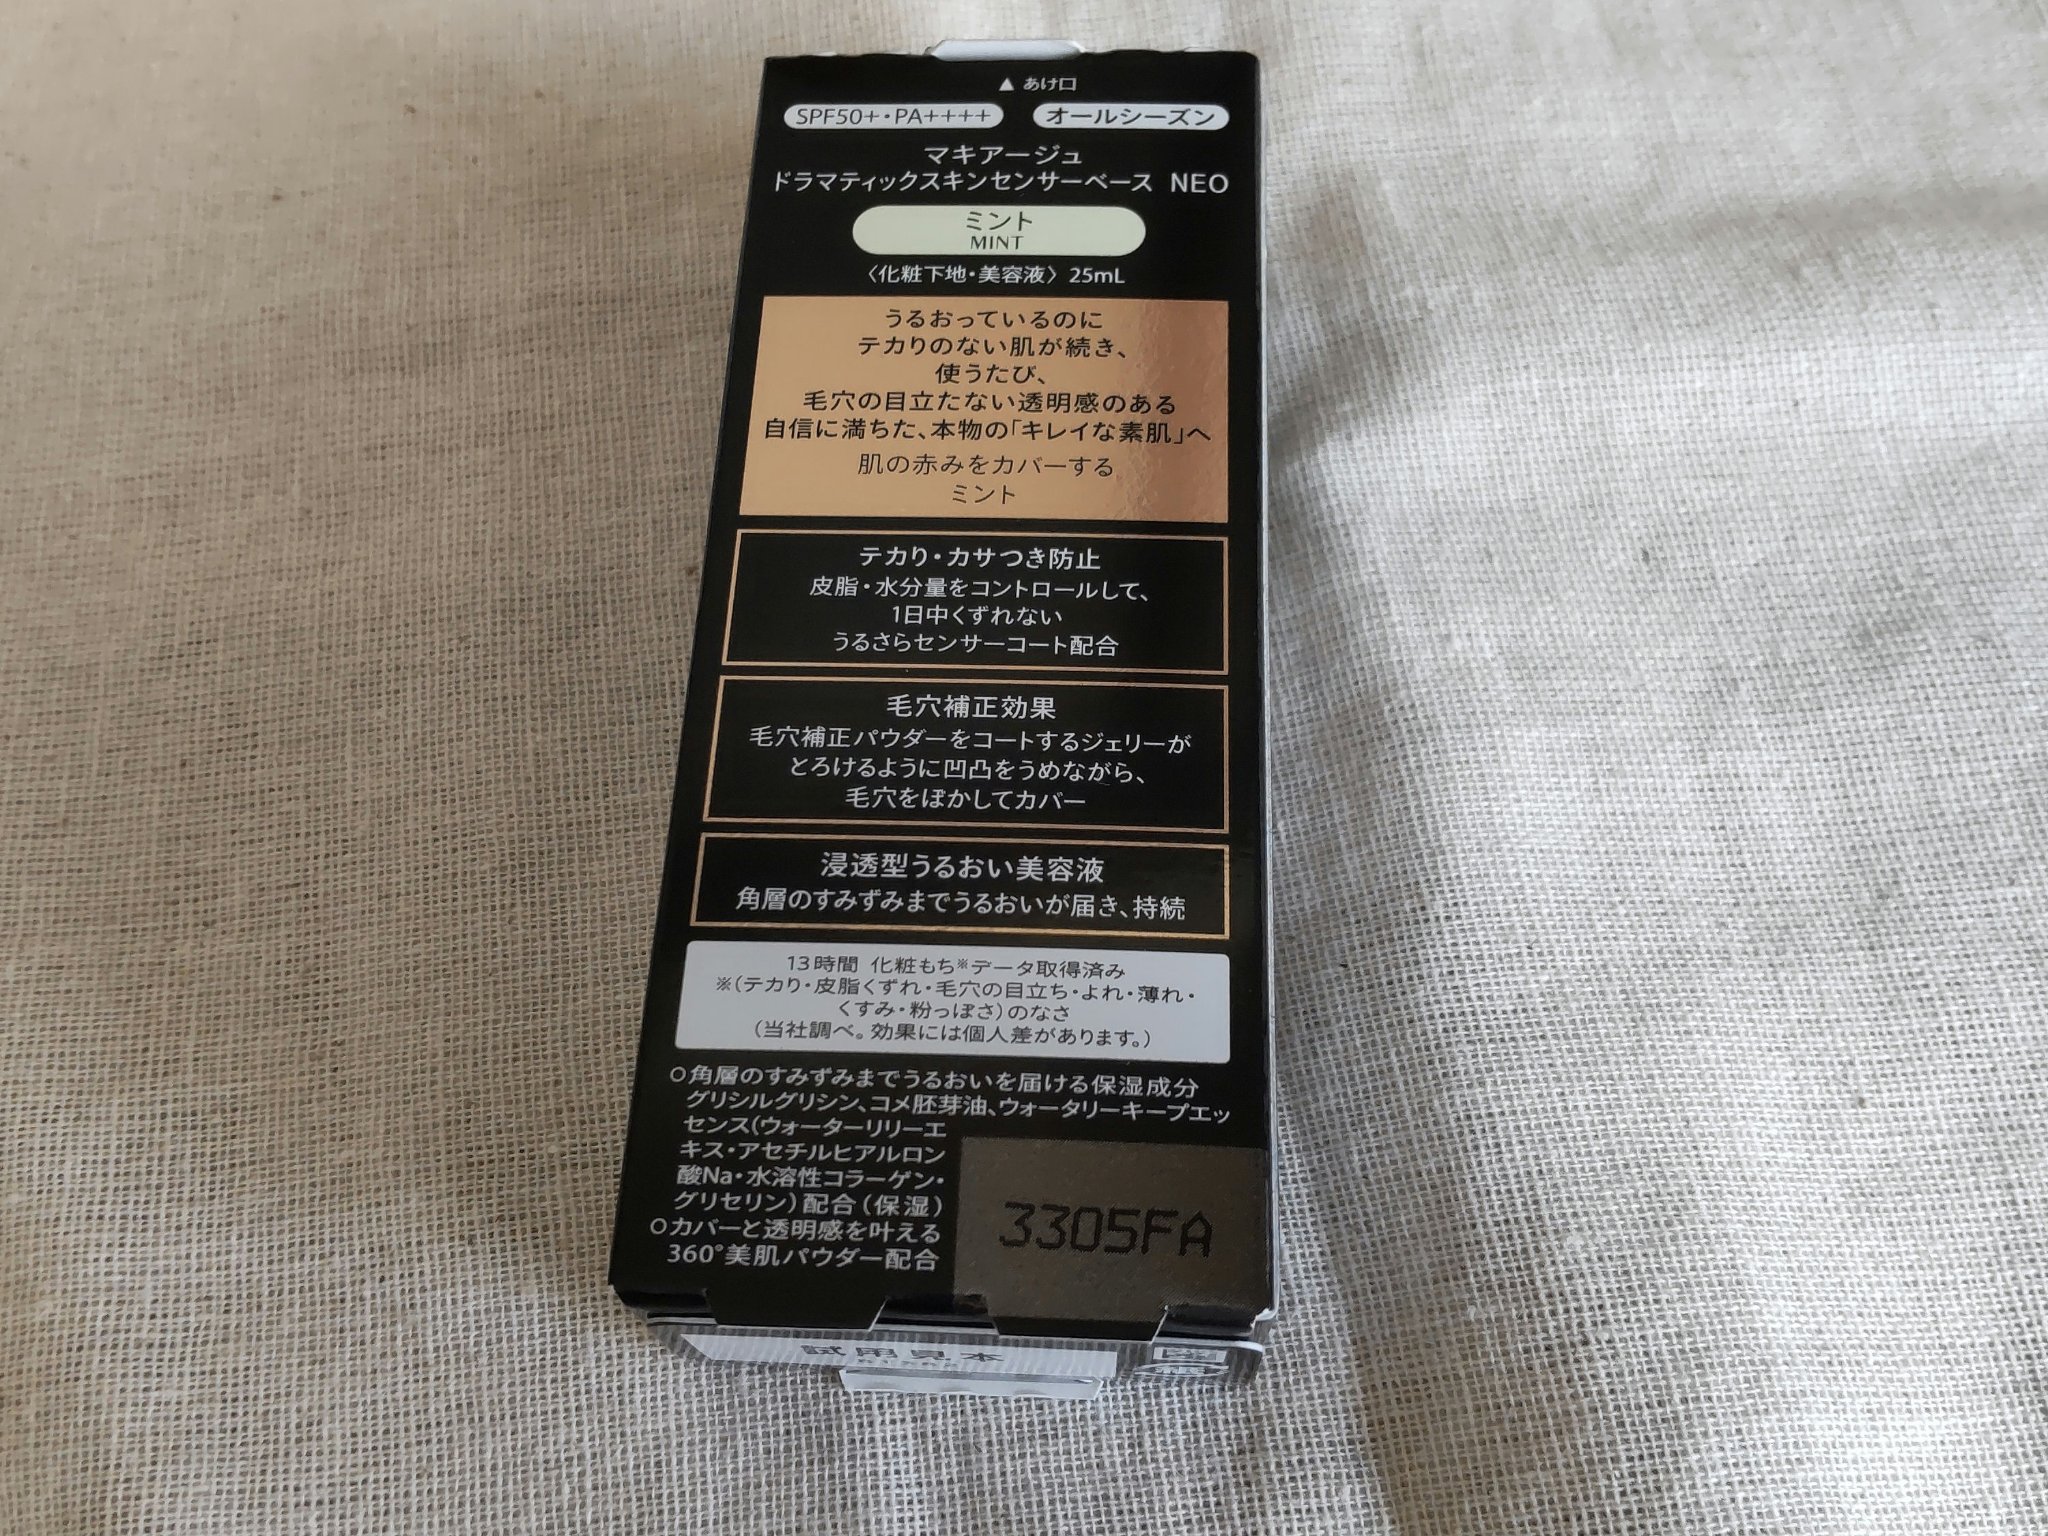 ▲ あけ口
SPF50+・PA++++ オールシーズン
マキアージュ
ドラマティックスキンセンサーベース NEO
ミント
MINT
〈化粧下地・美容液〉 25mL
うるおっているのに
テカりのない肌が続き、
使うたび、
毛穴の目立たない透明感のある
自信に満ちた、本物の「キレイな素肌」へ
肌の赤みをカバーする
ミント
テカり・カサつき防止
皮脂・水分量をコントロールして、
1日中くずれない
うるさらセンサーコート配合
毛穴補正効果
毛穴補正パウダーをコートするジェリーが
とろけるように凹凸をうめながら、
毛穴をぼかしてカバー
浸透型うるおい美容液
角層のすみずみまでうるおいが届き、持続
13時間 化粧もち※データ取得済み
※(テカり・皮脂くずれ・毛穴の目立ち・よれ・薄れ・
くすみ・粉っぽさ)のなさ
(当社調べ。効果には個人差があります。)
○角層のすみずみまでうるおいを届ける保湿成分
グリシルグリシン、コメ胚芽油、ウォータリーキープエッ
センス(ウォーターリリーエ
キス・アセチルヒアルロン
酸Na・水溶性コラーゲン・
グリセリン)配合(保湿)
○カバーと透明感を叶える
360°美肌パウダー配合
3305FA
試用見本